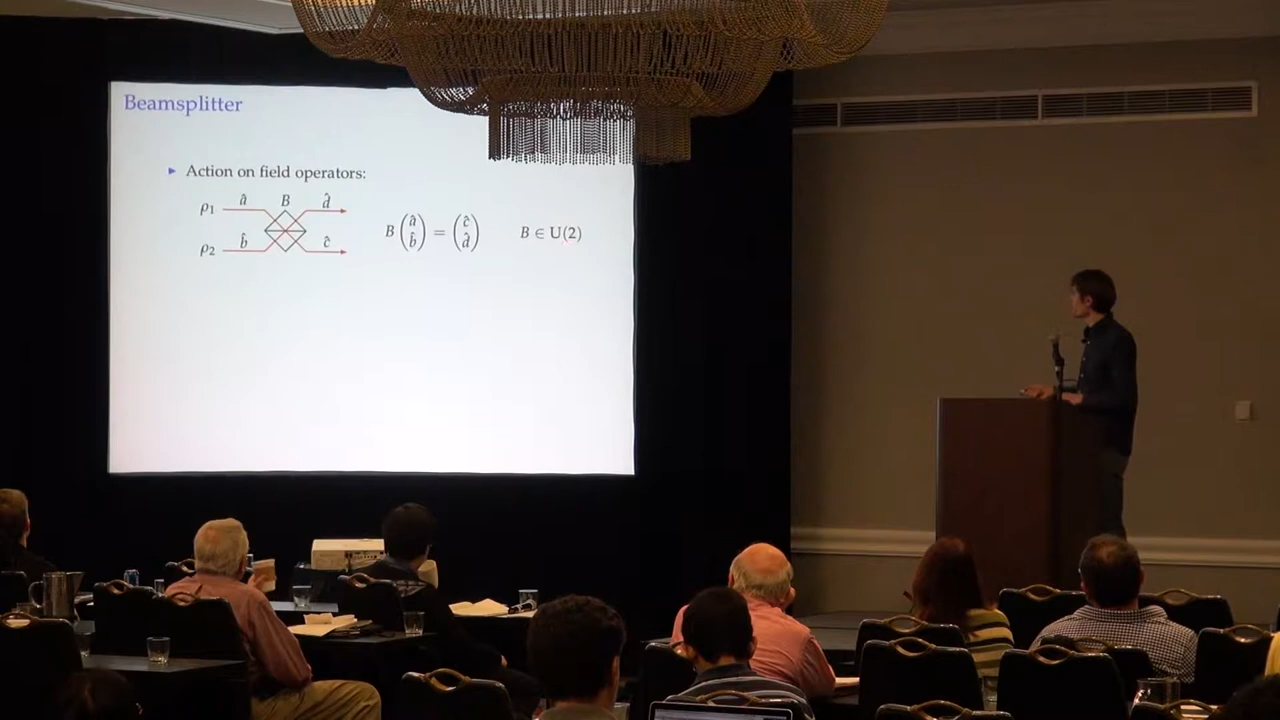 Beamsplitter
▸ Action on field operators:
ρ₁ â B d̂
ρ₂ b̂ ĉ
B (â b̂) = (ĉ d̂) B ∈ U(2)